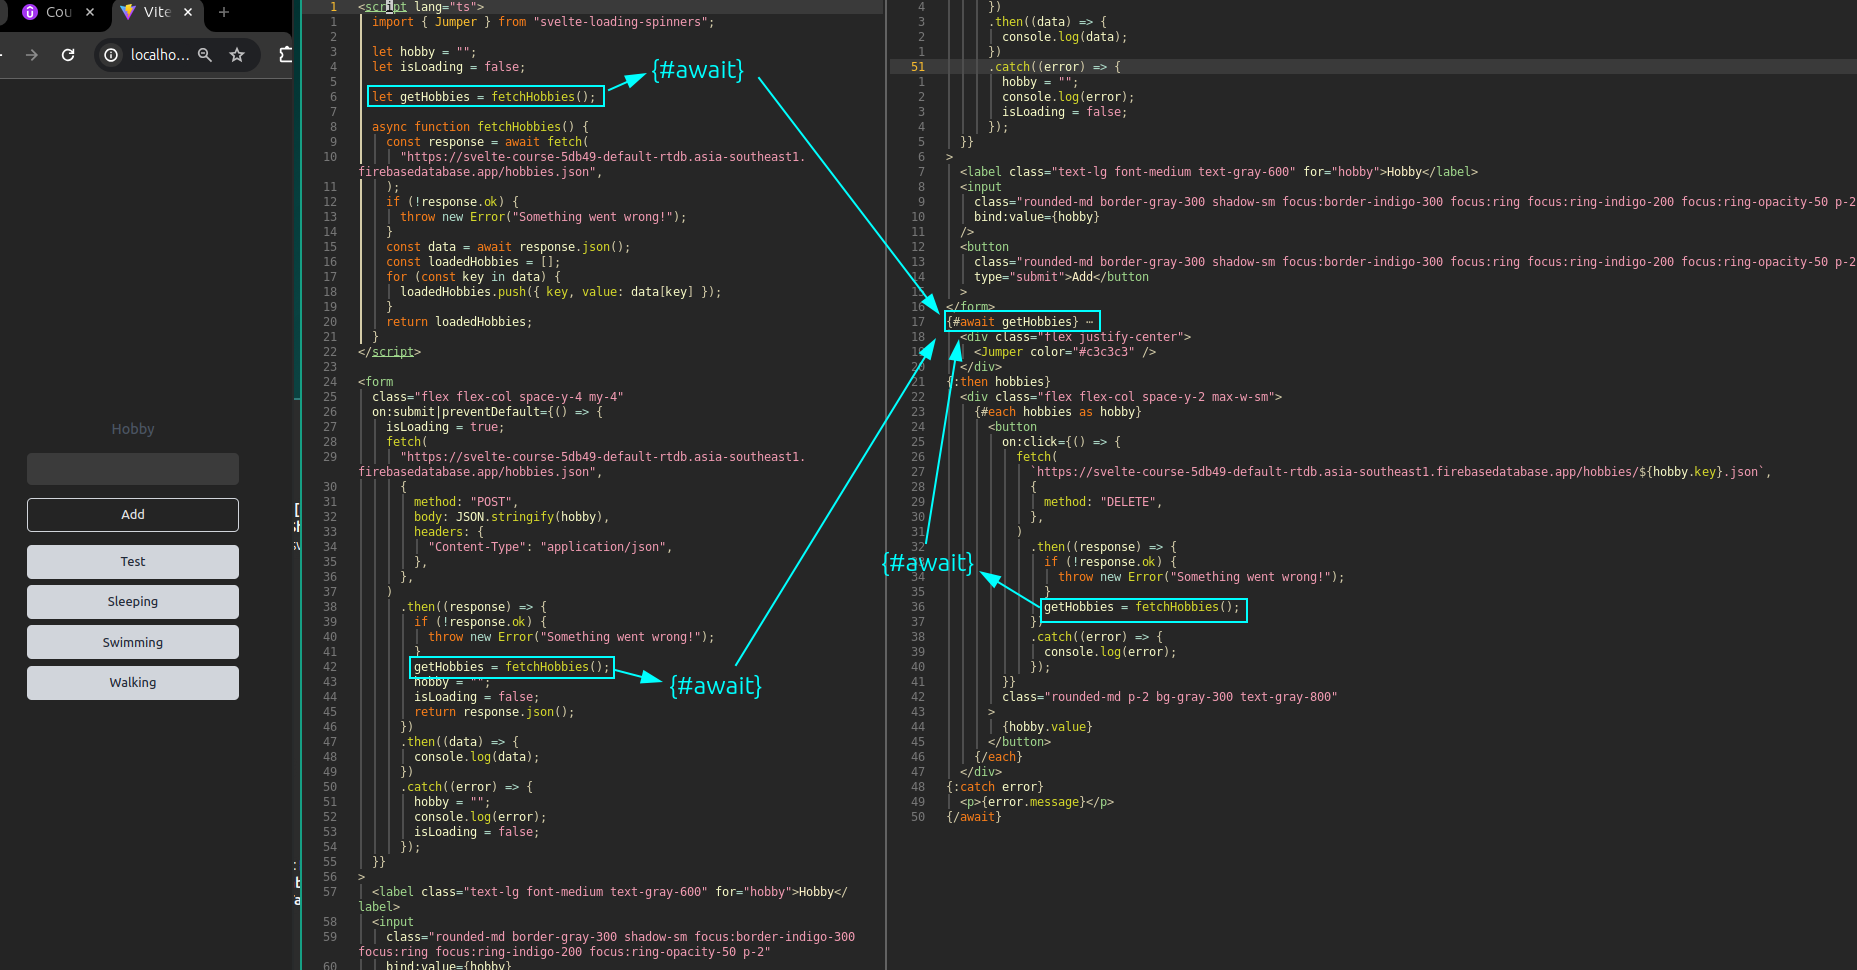 Cou
Vite
localho...
Hobby
Add
Test
Sleeping
Swimming
Walking
1 <script lang="ts">
1 import { Jumper } from "svelte-loading-spinners";
2
3 let hobby = "";
4 let isLoading = false;
5
6 let getHobbies = fetchHobbies();
7
8 async function fetchHobbies() {
9 const response = await fetch(
10 "https://svelte-course-5db49-default-rtdb.asia-southeast1.
firebasedatabase.app/hobbies.json",
11 );
12 if (!response.ok) {
13 throw new Error("Something went wrong!");
14 }
15 const data = await response.json();
16 const loadedHobbies = [];
17 for (const key in data) {
18 loadedHobbies.push({ key, value: data[key] });
19 }
20 return loadedHobbies;
21 }
22 </script>
23
24 <form
25 class="flex flex-col space-y-4 my-4"
26 on:submit|preventDefault={() => {
27 isLoading = true;
28 fetch(
29 "https://svelte-course-5db49-default-rtdb.asia-southeast1.
firebasedatabase.app/hobbies.json",
30 {
31 method: "POST",
32 body: JSON.stringify(hobby),
33 headers: {
34 "Content-Type": "application/json",
35 },
36 },
37 )
38 .then((response) => {
39 if (!response.ok) {
40 throw new Error("Something went wrong!");
41 }
42 getHobbies = fetchHobbies();
43 hobby = "";
44 isLoading = false;
45 return response.json();
46 })
47 .then((data) => {
48 console.log(data);
49 })
50 .catch((error) => {
51 hobby = "";
52 console.log(error);
53 isLoading = false;
54 });
55 }}
56 >
57 <label class="text-lg font-medium text-gray-600" for="hobby">Hobby</
label>
58 <input
59 class="rounded-md border-gray-300 shadow-sm focus:border-indigo-300
focus:ring focus:ring-indigo-200 focus:ring-opacity-50 p-2"
60 bind:value={hobby}
{#await}
{#await}
{#await}
4 })
3 .then((data) => {
2 console.log(data);
1 })
51 .catch((error) => {
1 hobby = "";
2 console.log(error);
3 isLoading = false;
4 });
5 }}
6 >
7 <label class="text-lg font-medium text-gray-600" for="hobby">Hobby</label>
8 <input
9 class="rounded-md border-gray-300 shadow-sm focus:border-indigo-300 focus:ring focus:ring-indigo-200 focus:ring-opacity-50 p-2
10 bind:value={hobby}
11 />
12 <button
13 class="rounded-md border-gray-300 shadow-sm focus:border-indigo-300 focus:ring focus:ring-indigo-200 focus:ring-opacity-50 p-2
14 type="submit">Add</button
15 >
16 </form>
17 {#await getHobbies} ⋯
18 <div class="flex justify-center">
19 <Jumper color="#c3c3c3" />
20 </div>
21 {:then hobbies}
22 <div class="flex flex-col space-y-2 max-w-sm">
23 {#each hobbies as hobby}
24 <button
25 on:click={() => {
26 fetch(
27 `https://svelte-course-5db49-default-rtdb.asia-southeast1.firebasedatabase.app/hobbies/${hobby.key}.json`,
28 {
29 method: "DELETE",
30 },
31 )
32 .then((response) => {
33 if (!response.ok) {
34 throw new Error("Something went wrong!");
35 }
36 getHobbies = fetchHobbies();
37 })
38 .catch((error) => {
39 console.log(error);
40 });
41 }}
42 class="rounded-md p-2 bg-gray-300 text-gray-800"
43 >
44 {hobby.value}
45 </button>
46 {/each}
47 </div>
48 {:catch error}
49 <p>{error.message}</p>
50 {/await}